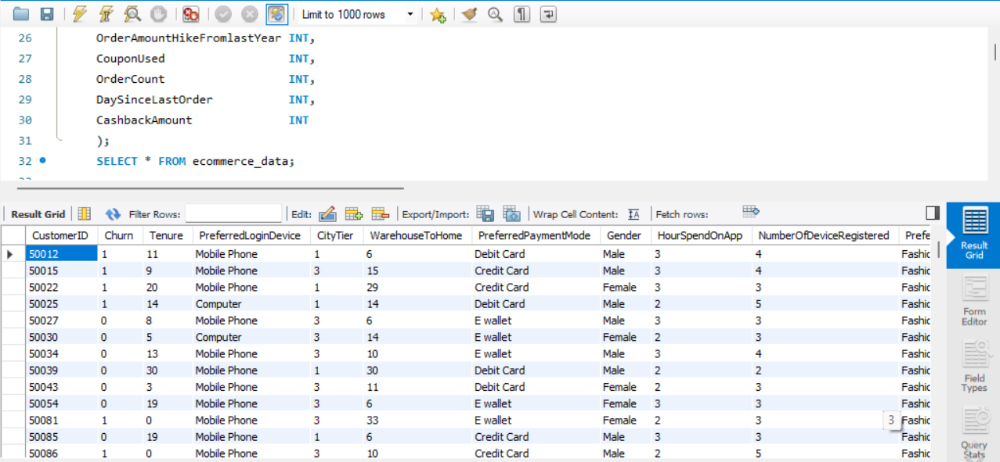 Limit to 1000 rows
26 OrderAmountHikeFromlastYear INT,
27 CouponUsed INT,
28 OrderCount INT,
29 DaySinceLastOrder INT,
30 CashbackAmount INT
31 );
32 SELECT * FROM ecommerce_data;
Result Grid Filter Rows: Edit: Export/Import: Wrap Cell Content: IA Fetch rows:
CustomerID Churn Tenure PreferredLoginDevice CityTier WarehouseToHome PreferredPaymentMode Gender HourSpendOnApp NumberOfDeviceRegistered Prefe
50012 1 11 Mobile Phone 1 6 Debit Card Male 3 4 Fashic
50015 1 9 Mobile Phone 3 15 Credit Card Male 3 4 Fashic
50022 1 20 Mobile Phone 1 29 Credit Card Female 3 3 Fashic
50025 1 14 Computer 1 14 Debit Card Male 2 5 Fashic
50027 0 8 Mobile Phone 3 6 E wallet Male 3 3 Fashic
50030 0 5 Computer 3 14 E wallet Female 2 3 Fashic
50034 0 13 Mobile Phone 3 10 E wallet Male 3 4 Fashic
50039 0 30 Mobile Phone 1 30 Debit Card Male 2 2 Fashic
50043 0 3 Mobile Phone 3 11 Debit Card Female 2 3 Fashic
50054 0 19 Mobile Phone 3 6 E wallet Female 3 3 Fashic
50081 1 0 Mobile Phone 3 33 E wallet Female 2 3 3 Fashic
50085 0 19 Mobile Phone 1 6 Credit Card Male 3 3 Fashic
50086 1 0 Mobile Phone 3 10 Credit Card Male 2 5 Fashic
Result
Grid
Form
Editor
Field
Types
Query
Stats